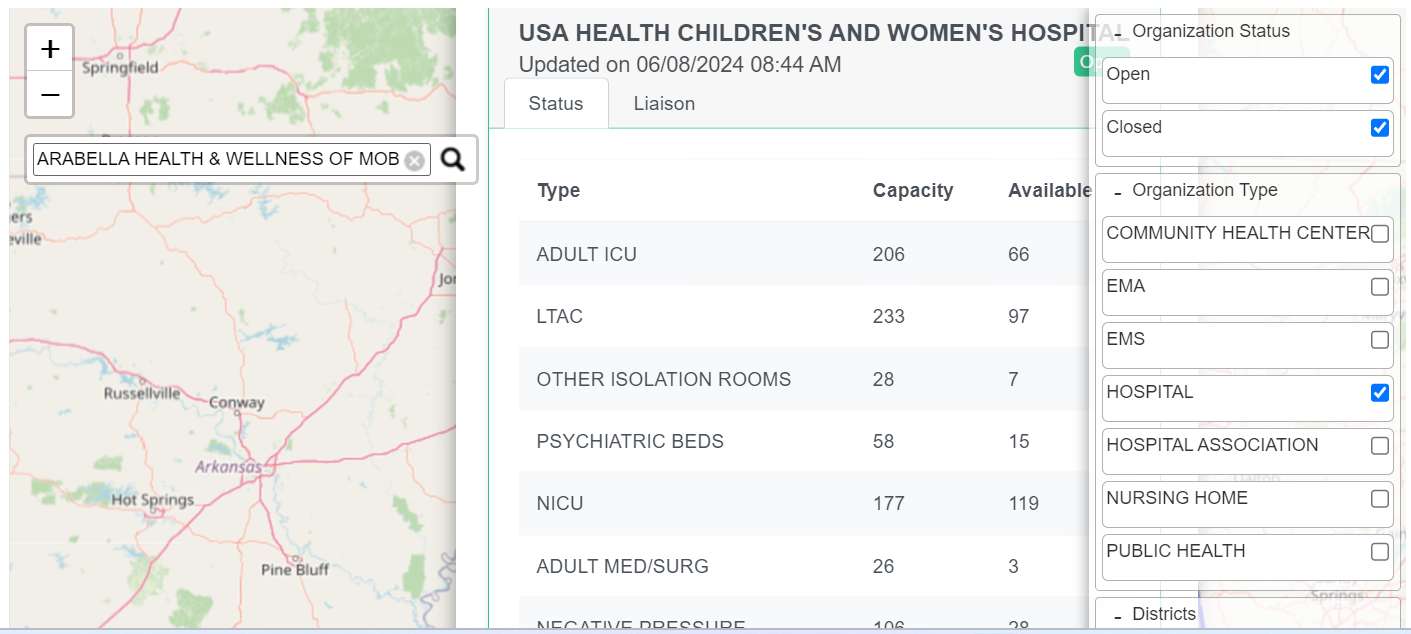 +
−
Springfield
ARABELLA HEALTH & WELLNESS OF MOB
ers
eville
Jon
Russellville
Conway
Arkansas
Hot Springs
Pine Bluff
USA HEALTH CHILDREN'S AND WOMEN'S HOSPITAL
Updated on 06/08/2024 08:44 AM
Status Liaison
Type Capacity Available
ADULT ICU 206 66
LTAC 233 97
OTHER ISOLATION ROOMS 28 7
PSYCHIATRIC BEDS 58 15
NICU 177 119
ADULT MED/SURG 26 3
NEGATIVE PRESSURE 106 28
- Organization Status
Open
Closed
- Organization Type
COMMUNITY HEALTH CENTER
EMA
EMS
HOSPITAL
HOSPITAL ASSOCIATION
NURSING HOME
PUBLIC HEALTH
Springs
- Districts